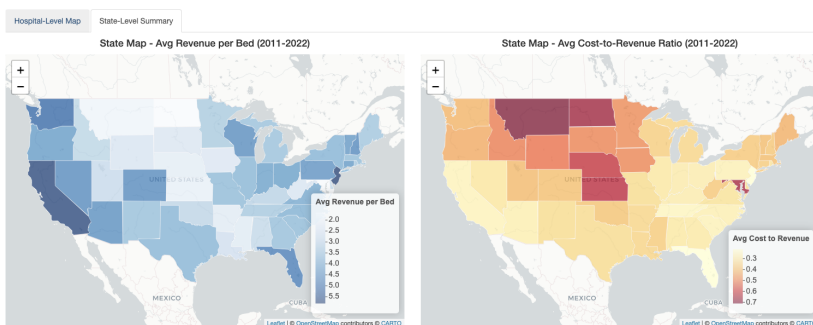 Hospital-Level Map
State-Level Summary
State Map - Avg Revenue per Bed (2011-2022)
State Map - Avg Cost-to-Revenue Ratio (2011-2022)
+
−
UNITED STATES
MEXICO
CUBA
Avg Revenue per Bed
2.0
2.5
3.0
3.5
4.0
4.5
5.0
5.5
Leaflet | © OpenStreetMap contributors © CARTO
+
−
MEXICO
CUBA
Avg Cost to Revenue
0.3
0.4
0.5
0.6
0.7
Leaflet | © OpenStreetMap contributors © CARTO